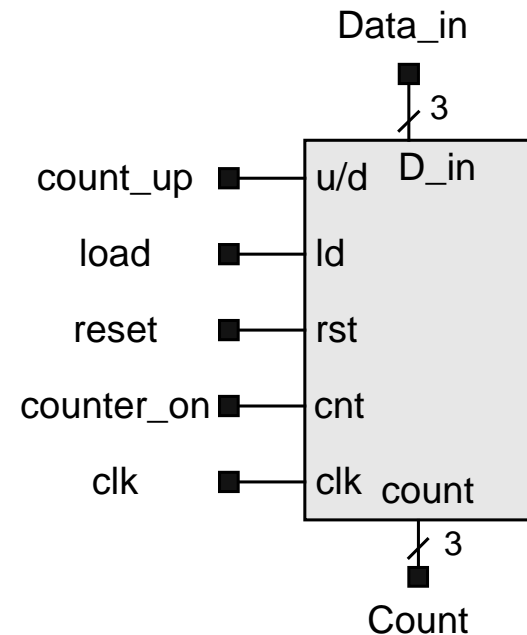 Data_in
3
D_in
count_up u/d
load ld
reset rst
counter_on cnt
clk clk
count
3
Count